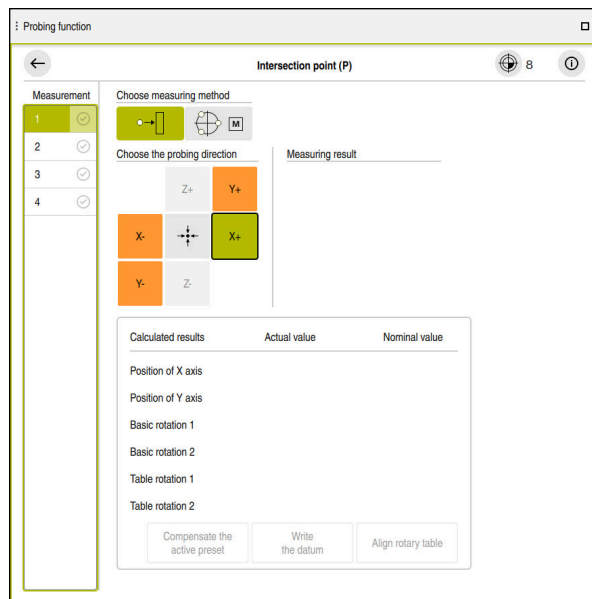 Probing function
Intersection point (P)
8
Measurement
1
2
3
4
Choose measuring method
M
Choose the probing direction
Measuring result
Z+
Y+
X-
X+
Y-
Z-
Calculated results Actual value Nominal value
Position of X axis
Position of Y axis
Basic rotation 1
Basic rotation 2
Table rotation 1
Table rotation 2
Compensate the
active preset
Write
the datum
Align rotary table